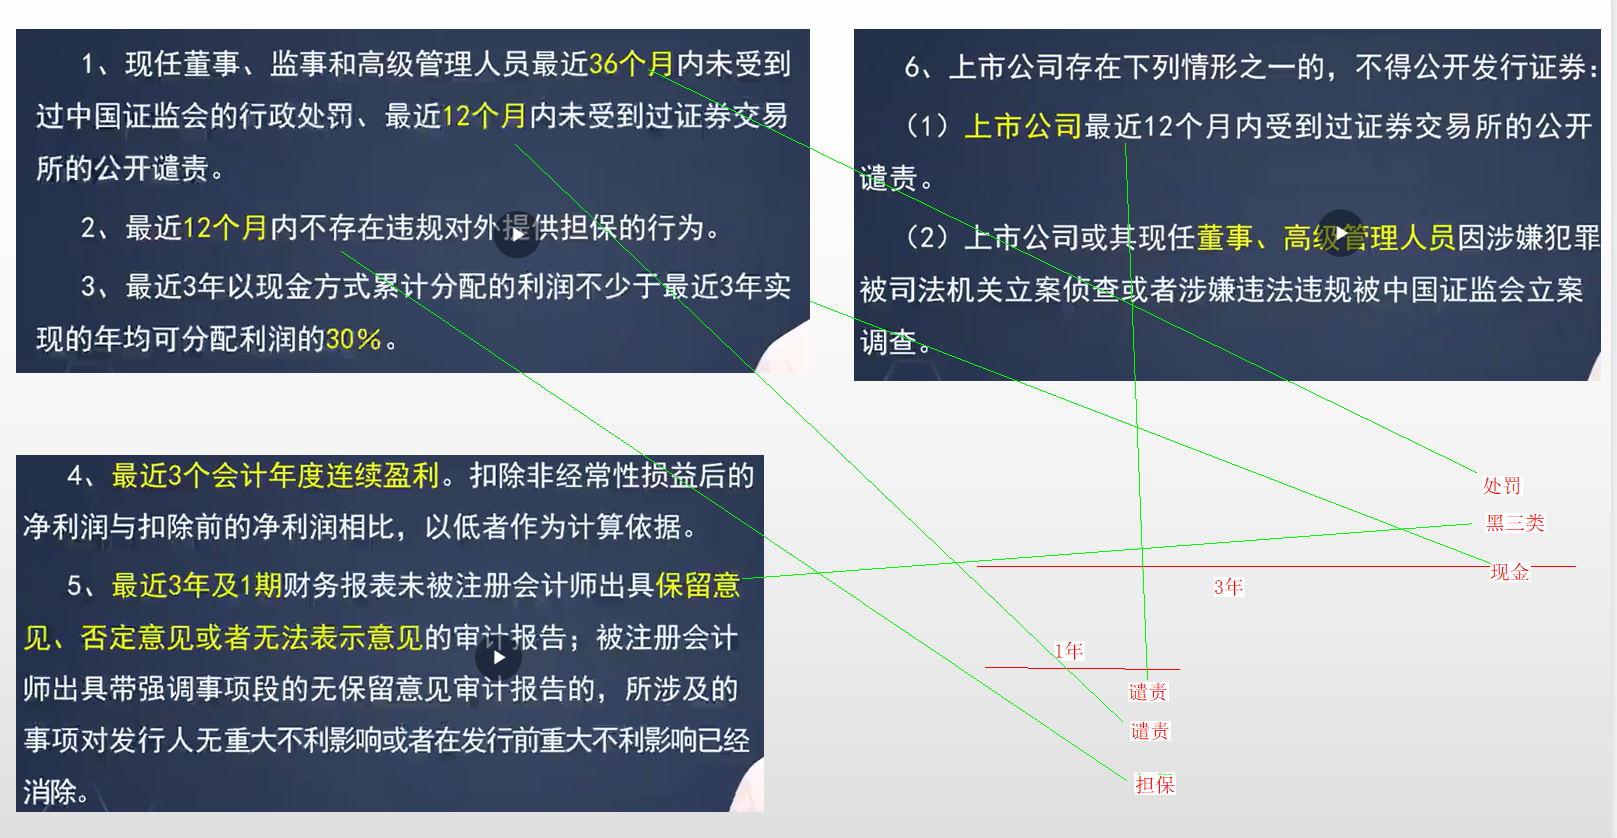 1、现任董事、监事和高级管理人员最近36个月内未受到
过中国证监会的行政处罚、最近12个月内未受到过证券交易
所的公开谴责。
2、最近12个月内不存在违规对外提供担保的行为。
3、最近3年以现金方式累计分配的利润不少于最近3年实
现的年均可分配利润的30%。
6、上市公司存在下列情形之一的，不得公开发行证券：
（1）上市公司最近12个月内受到过证券交易所的公开
谴责。
（2）上市公司或其现任董事、高级管理人员因涉嫌犯罪
被司法机关立案侦查或者涉嫌违法违规被中国证监会立案
调查。
4、最近3个会计年度连续盈利。扣除非经常性损益后的
净利润与扣除前的净利润相比，以低者作为计算依据。
5、最近3年及1期财务报表未被注册会计师出具保留意
见、否定意见或者无法表示意见的审计报告；被注册会计
师出具带强调事项段的无保留意见审计报告的，所涉及的
事项对发行人无重大不利影响或者在发行前重大不利影响已经
消除。
处罚
黑三类
现金
3年
1年
谴责
谴责
担保